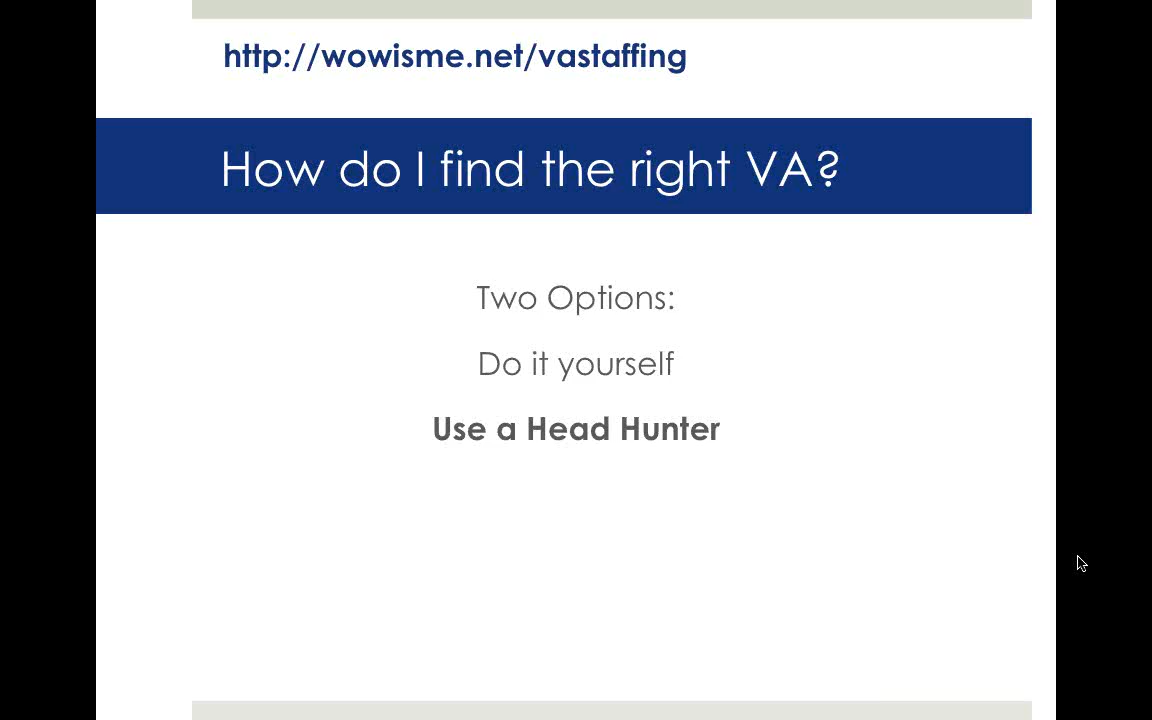 http://wowisme.net/vastaffing
How do I find the right VA?
Two Options:
Do it yourself
Use a Head Hunter